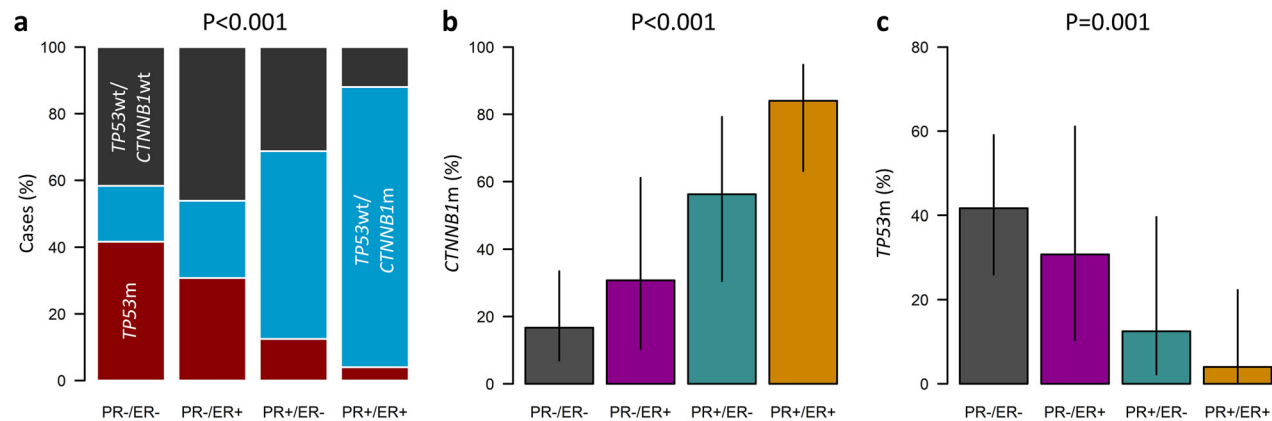 a
P<0.001
Cases (%)
100
80
60
40
20
0
TP53wt/
CTNNB1wt
TP53m
TP53wt/
CTNNB1m
PR-/ER-
PR-/ER+
PR+/ER-
PR+/ER+
b
P<0.001
CTNNB1m (%)
100
80
60
40
20
0
PR-/ER-
PR-/ER+
PR+/ER-
PR+/ER+
c
P=0.001
TP53m (%)
80
60
40
20
0
PR-/ER-
PR-/ER+
PR+/ER-
PR+/ER+